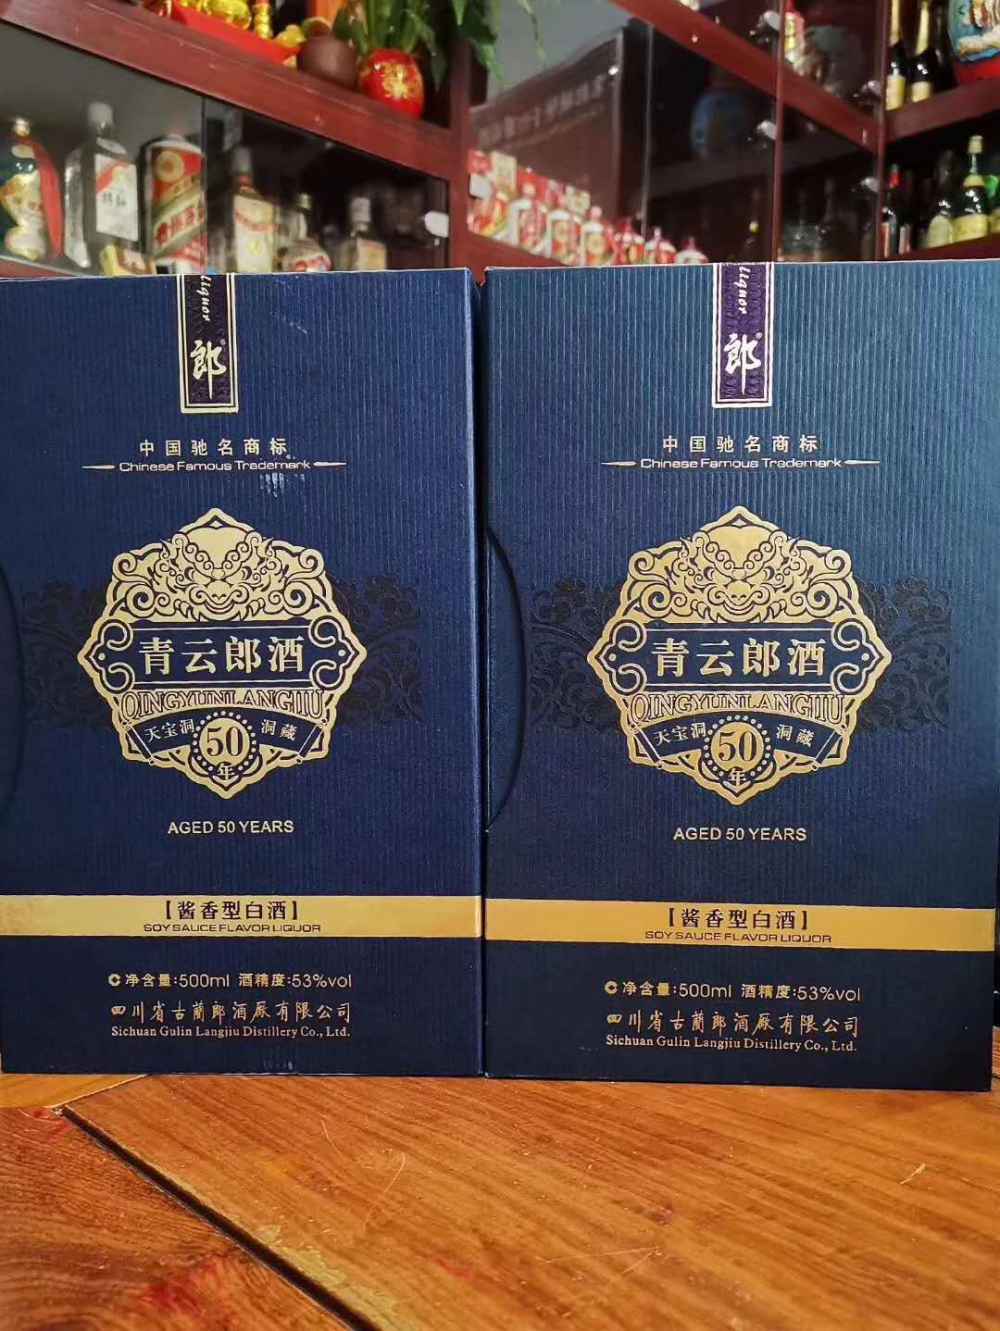 liquor
郎
中国驰名商标
Chinese Famous Trademark
青云郎酒
QINGYUNLANGJIU
天宝洞 50年 洞藏
AGED 50 YEARS
【酱香型白酒】
SOY SAUCE FLAVOR LIQUOR
净含量:500ml 酒精度:53%vol
四川省古蔺郎酒厂有限公司
Sichuan Gulin Langjiu Distillery Co., Ltd.
liquor
郎
中国驰名商标
Chinese Famous Trademark
青云郎酒
QINGYUNLANGJIU
天宝洞 50年 洞藏
AGED 50 YEARS
【酱香型白酒】
SOY SAUCE FLAVOR LIQUOR
净含量:500ml 酒精度:53%vol
四川省古蔺郎酒厂有限公司
Sichuan Gulin Langjiu Distillery Co., Ltd.